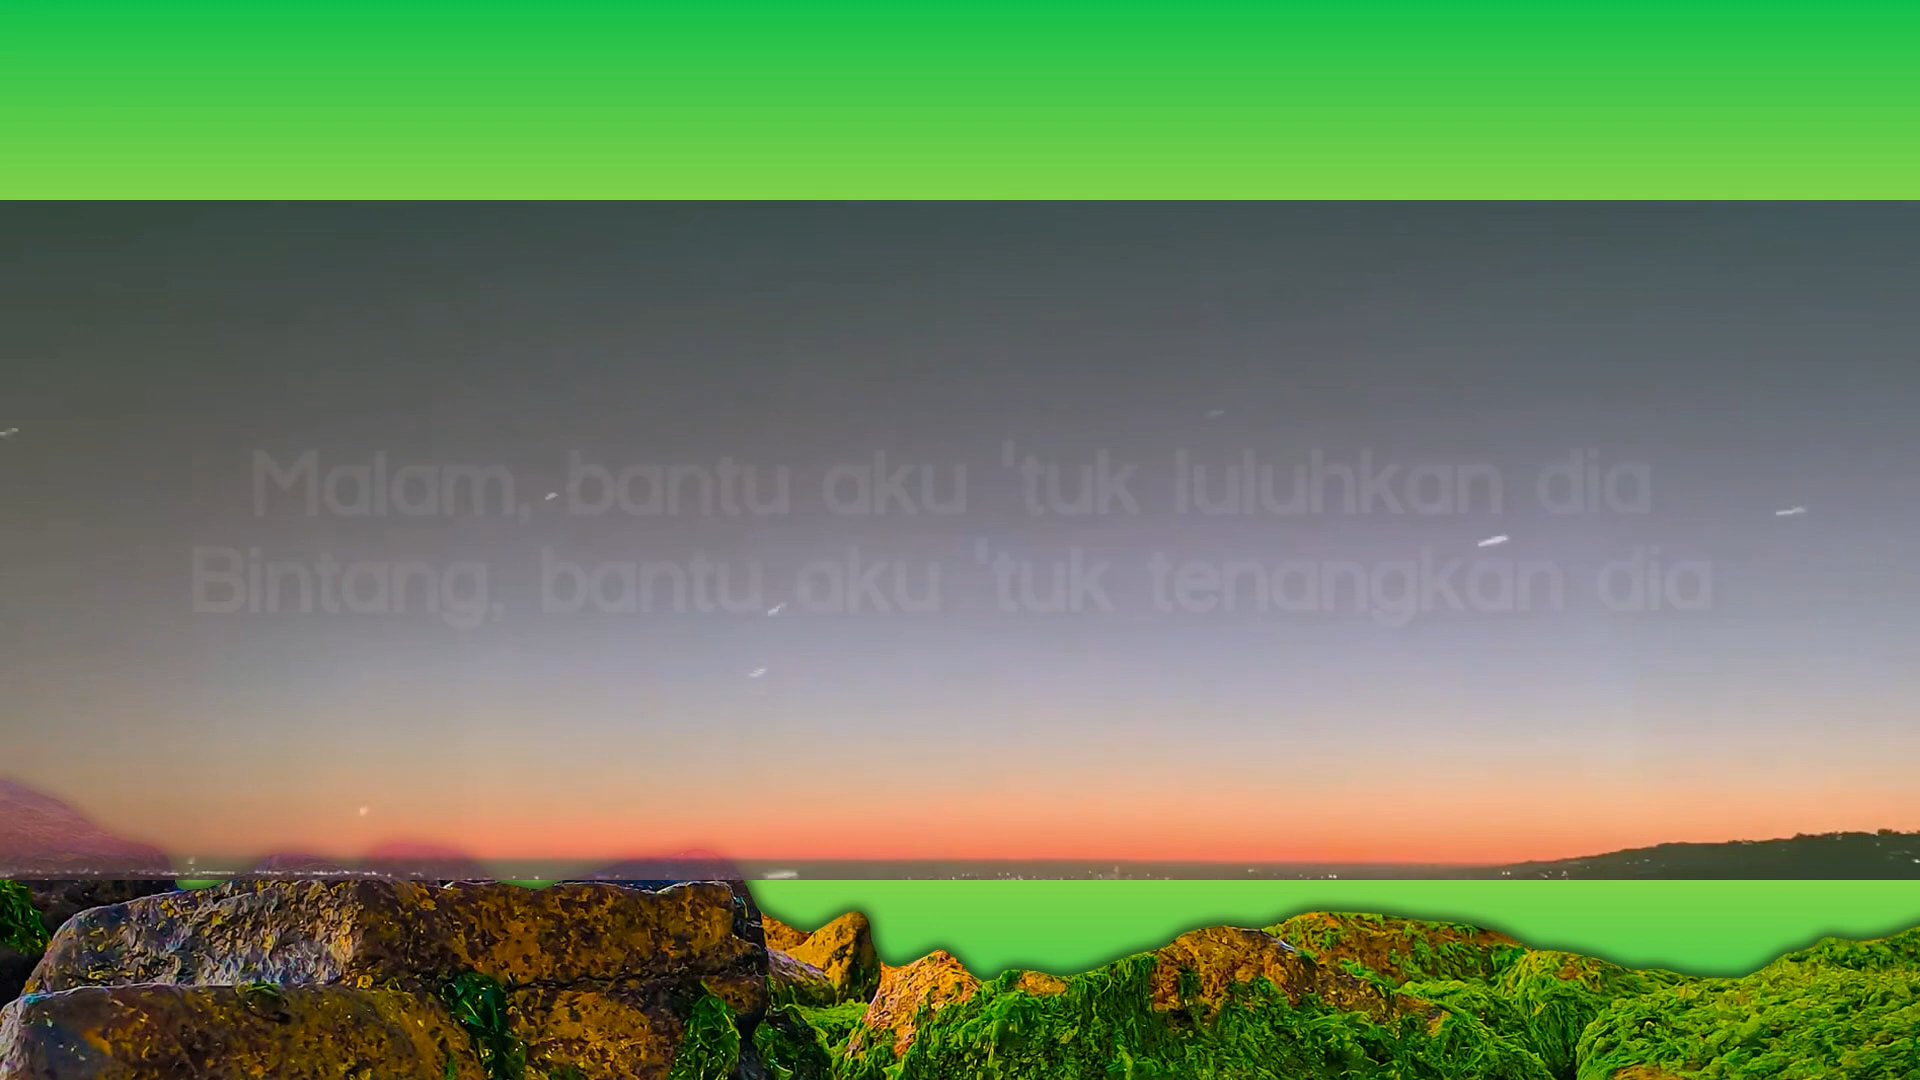 Malam, bantu aku 'tuk luluhkan dia
Bintang, bantu aku 'tuk tenangkan dia